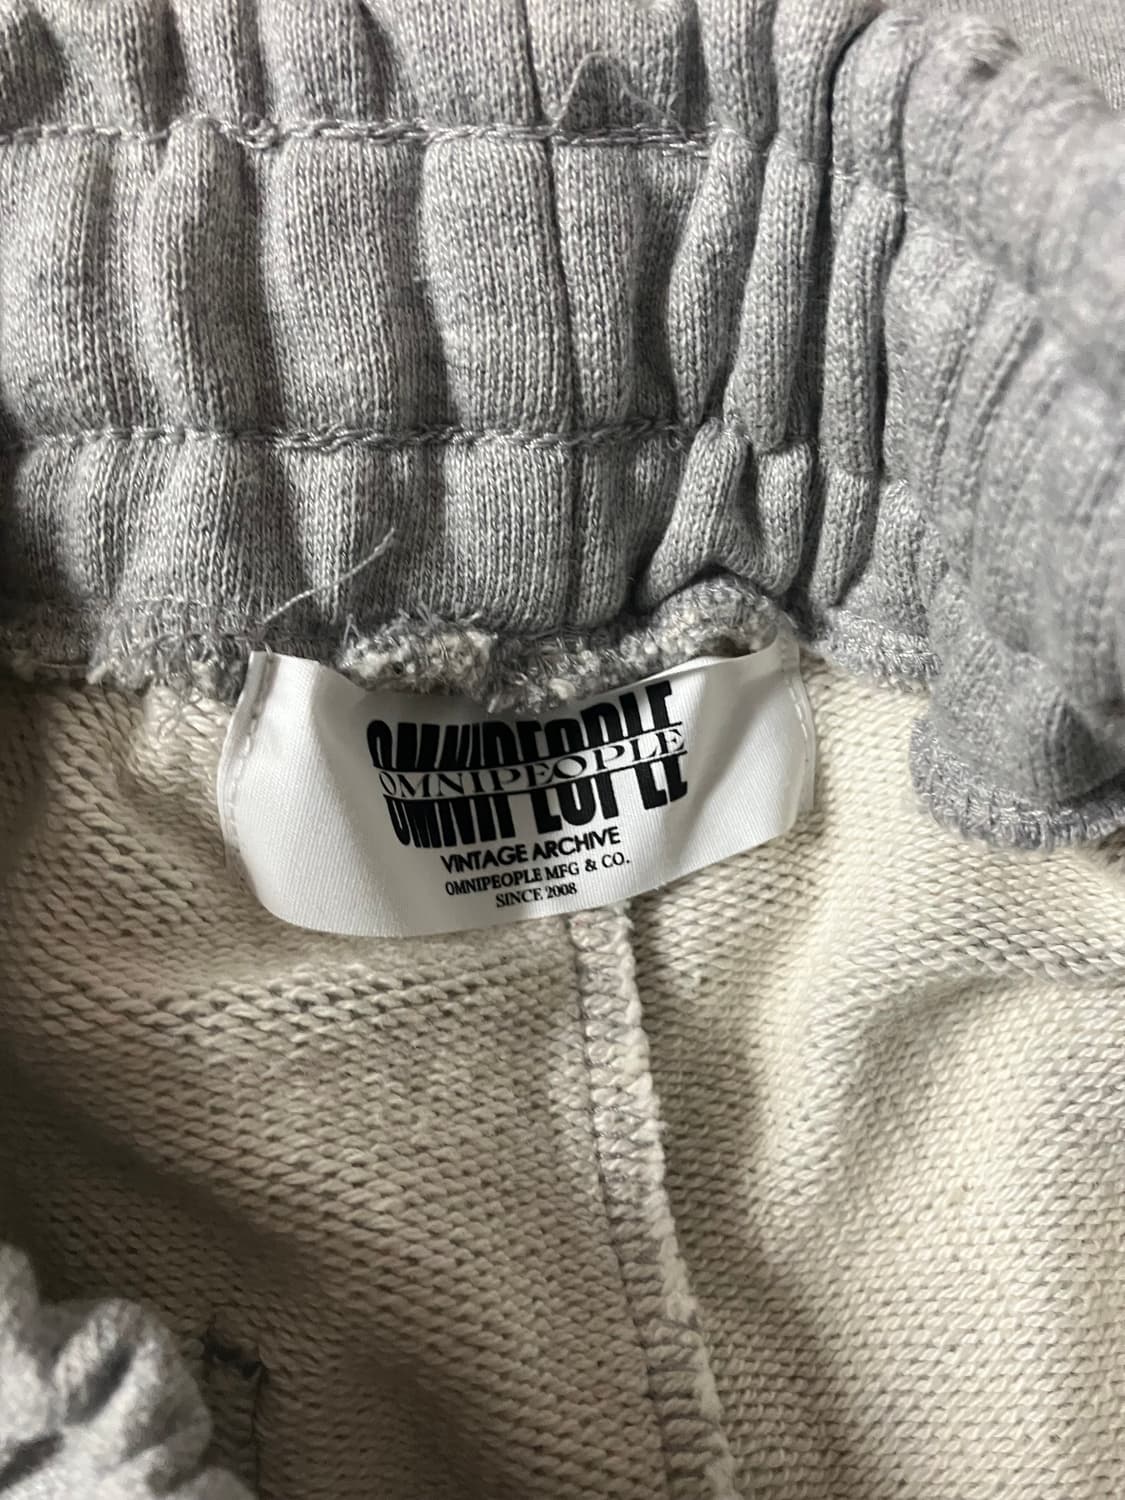 OMNIPEOPLE
OMNIPEOPLE
VINTAGE ARCHIVE
OMNIPEOPLE MFG & CO.
SINCE 2008